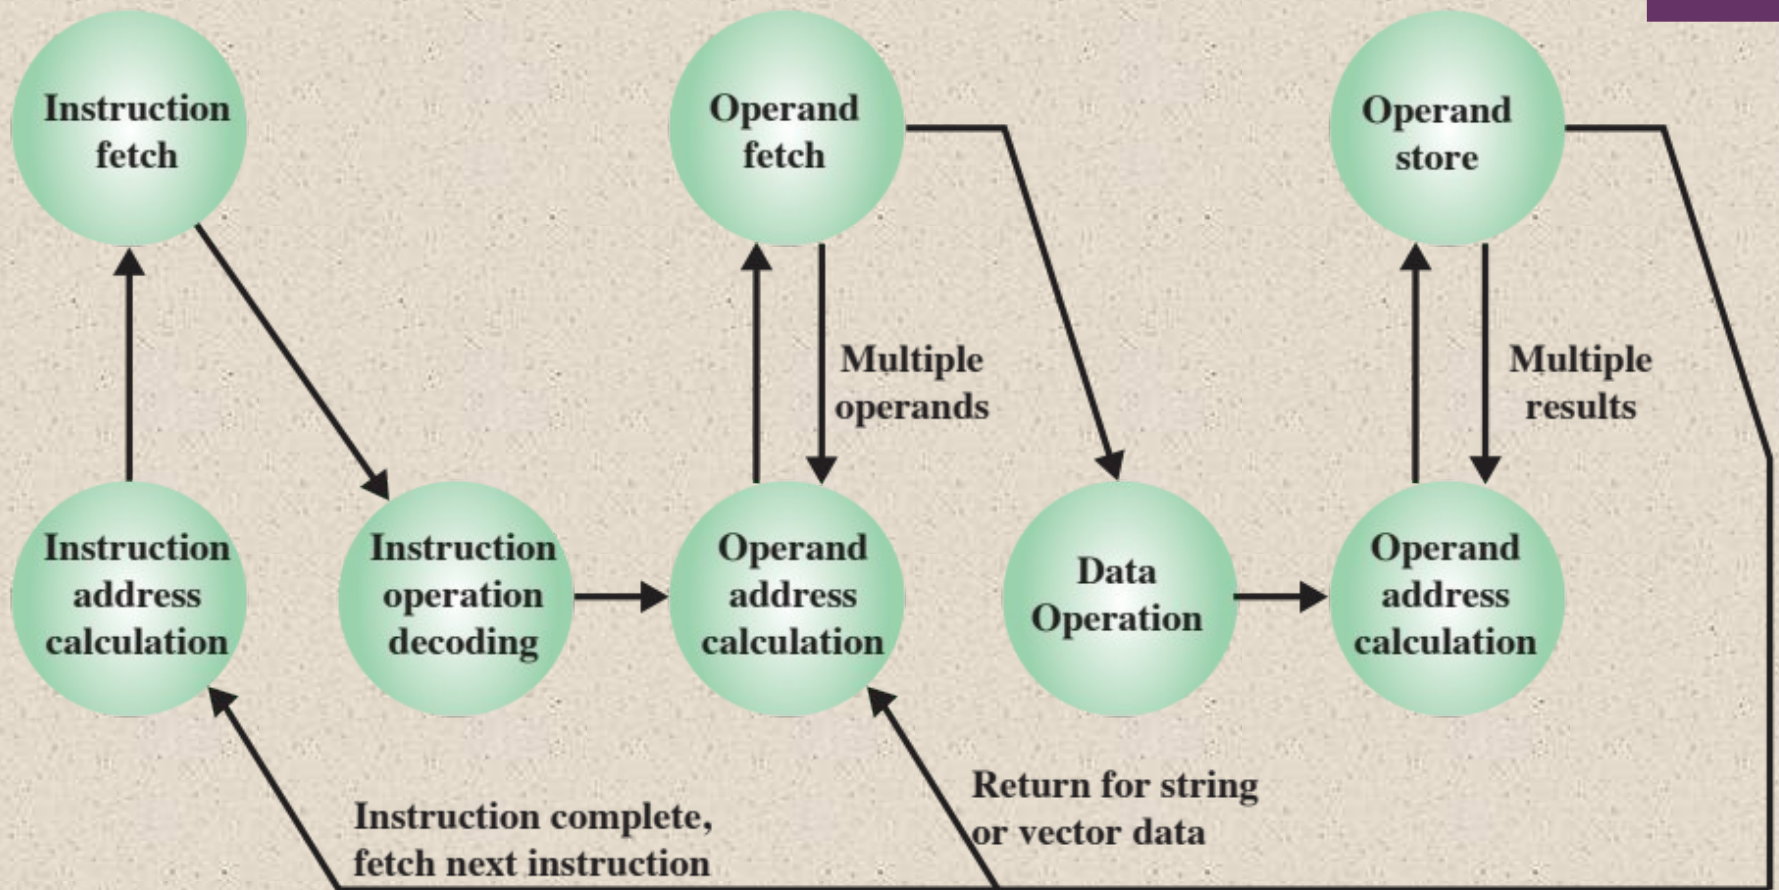 Instruction
fetch
Operand
fetch
Operand
store
Multiple
operands
Multiple
results
Instruction
address
calculation
Instruction
operation
decoding
Operand
address
calculation
Data
Operation
Operand
address
calculation
Instruction complete,
fetch next instruction
Return for string
or vector data